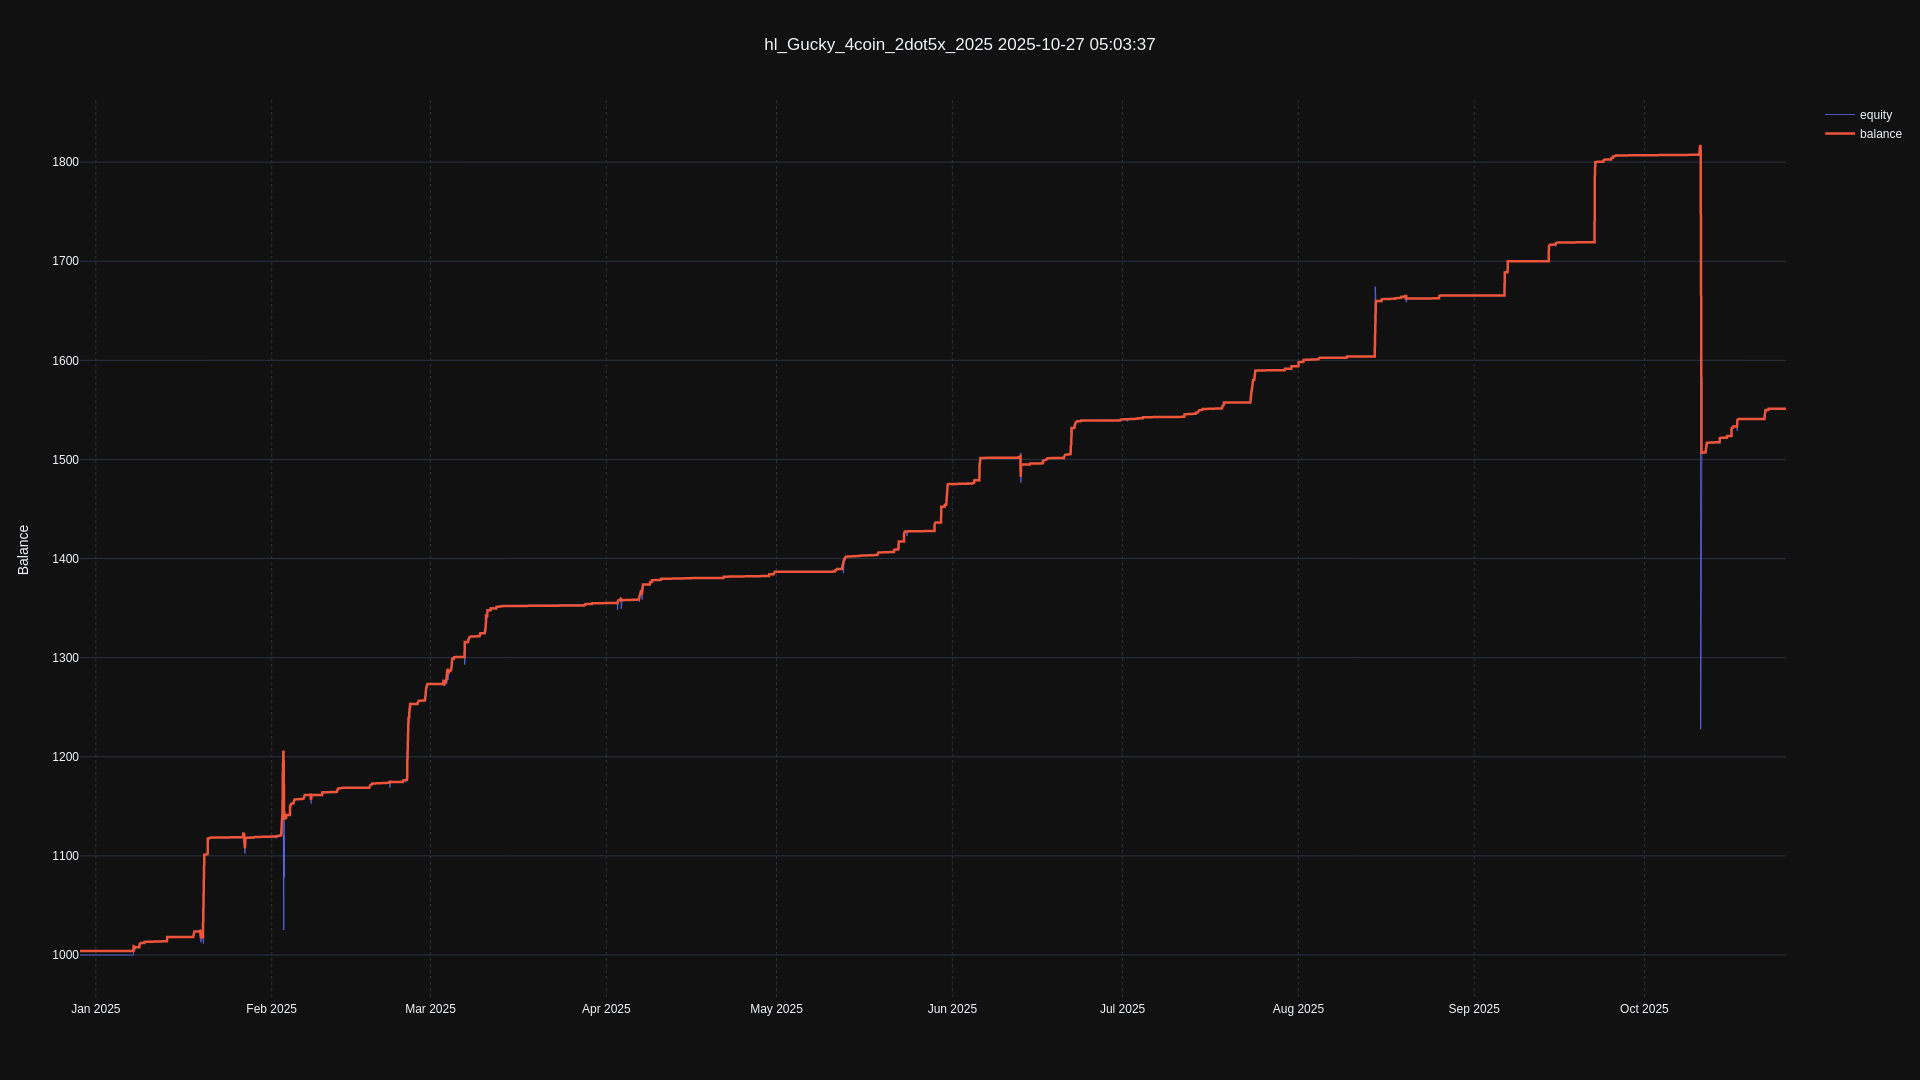 hl_Gucky_4coin_2dot5x_2025 2025-10-27 05:03:37
equity
balance
Balance
1800
1700
1600
1500
1400
1300
1200
1100
1000
Jan 2025
Feb 2025
Mar 2025
Apr 2025
May 2025
Jun 2025
Jul 2025
Aug 2025
Sep 2025
Oct 2025